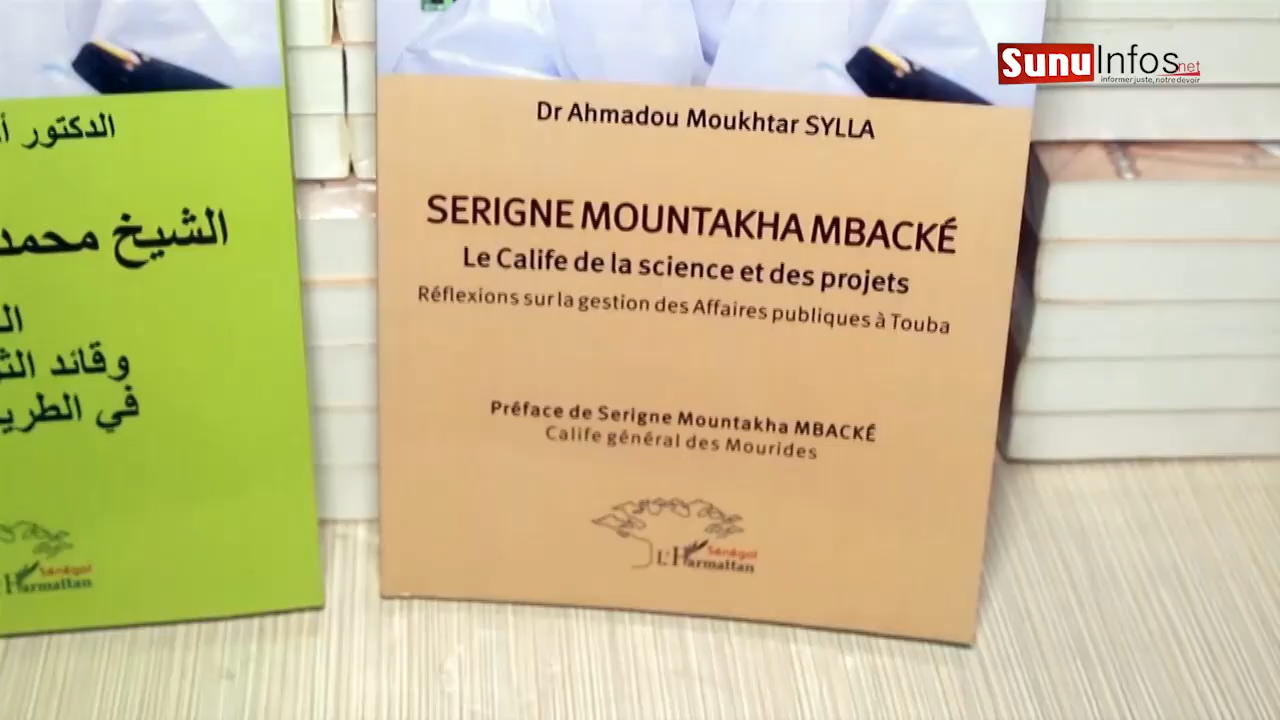 SunuInfos.net
informer juste, notre devoir
الدكتور
الشيخ محمد
وقائد
في
Sénégal
L'Harmattan
Dr Ahmadou Moukhtar SYLLA
SERIGNE MOUNTAKHA MBACKÉ
Le Calife de la science et des projets
Réflexions sur la gestion des Affaires publiques à Touba
Préface de Serigne Mountakha MBACKÉ
Calife général des Mourides
Sénégal
L'Harmattan